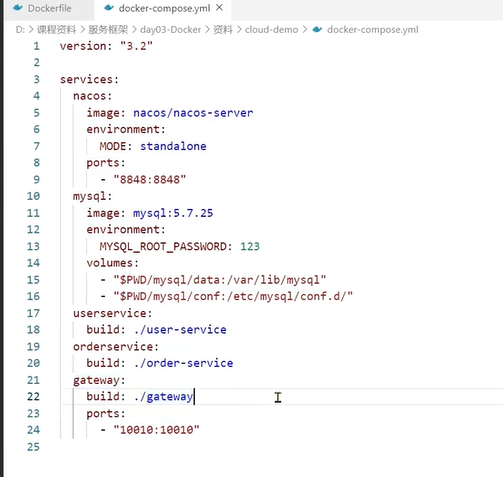 Dockerfile docker-compose.yml ×
D: > 课程资料 > 服务框架 > day03-Docker > 资料 > cloud-demo > docker-compose.yml
1 version: "3.2"
2
3 services:
4 nacos:
5 image: nacos/nacos-server
6 environment:
7 MODE: standalone
8 ports:
9 - "8848:8848"
10 mysql:
11 image: mysql:5.7.25
12 environment:
13 MYSQL_ROOT_PASSWORD: 123
14 volumes:
15 - "$PWD/mysql/data:/var/lib/mysql"
16 - "$PWD/mysql/conf:/etc/mysql/conf.d/"
17 userservice:
18 build: ./user-service
19 orderservice:
20 build: ./order-service
21 gateway:
22 build: ./gateway
23 ports:
24 - "10010:10010"
25